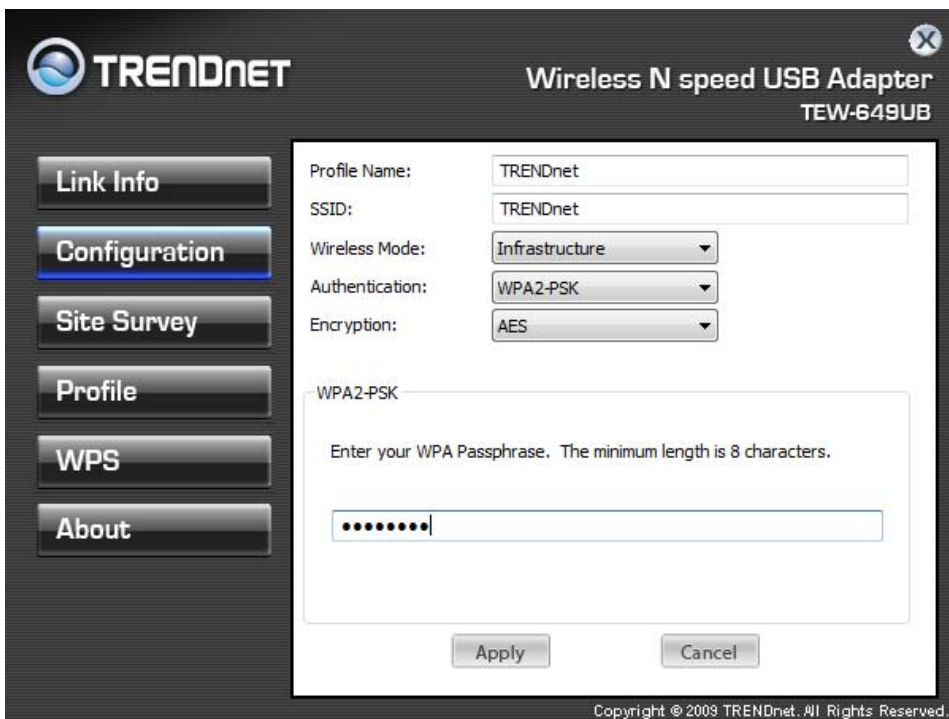 TRENDNET
Wireless N speed USB Adapter
TEW-649UB
Link Info
Configuration
Site Survey
Profile
WPS
About
Profile Name: TRENDnet
SSID: TRENDnet
Wireless Mode: Infrastructure
Authentication: WPA2-PSK
Encryption: AES
WPA2-PSK
Enter your WPA Passphrase. The minimum length is 8 characters.
••••••••
Apply Cancel
Copyright © 2009 TRENDnet. All Rights Reserved